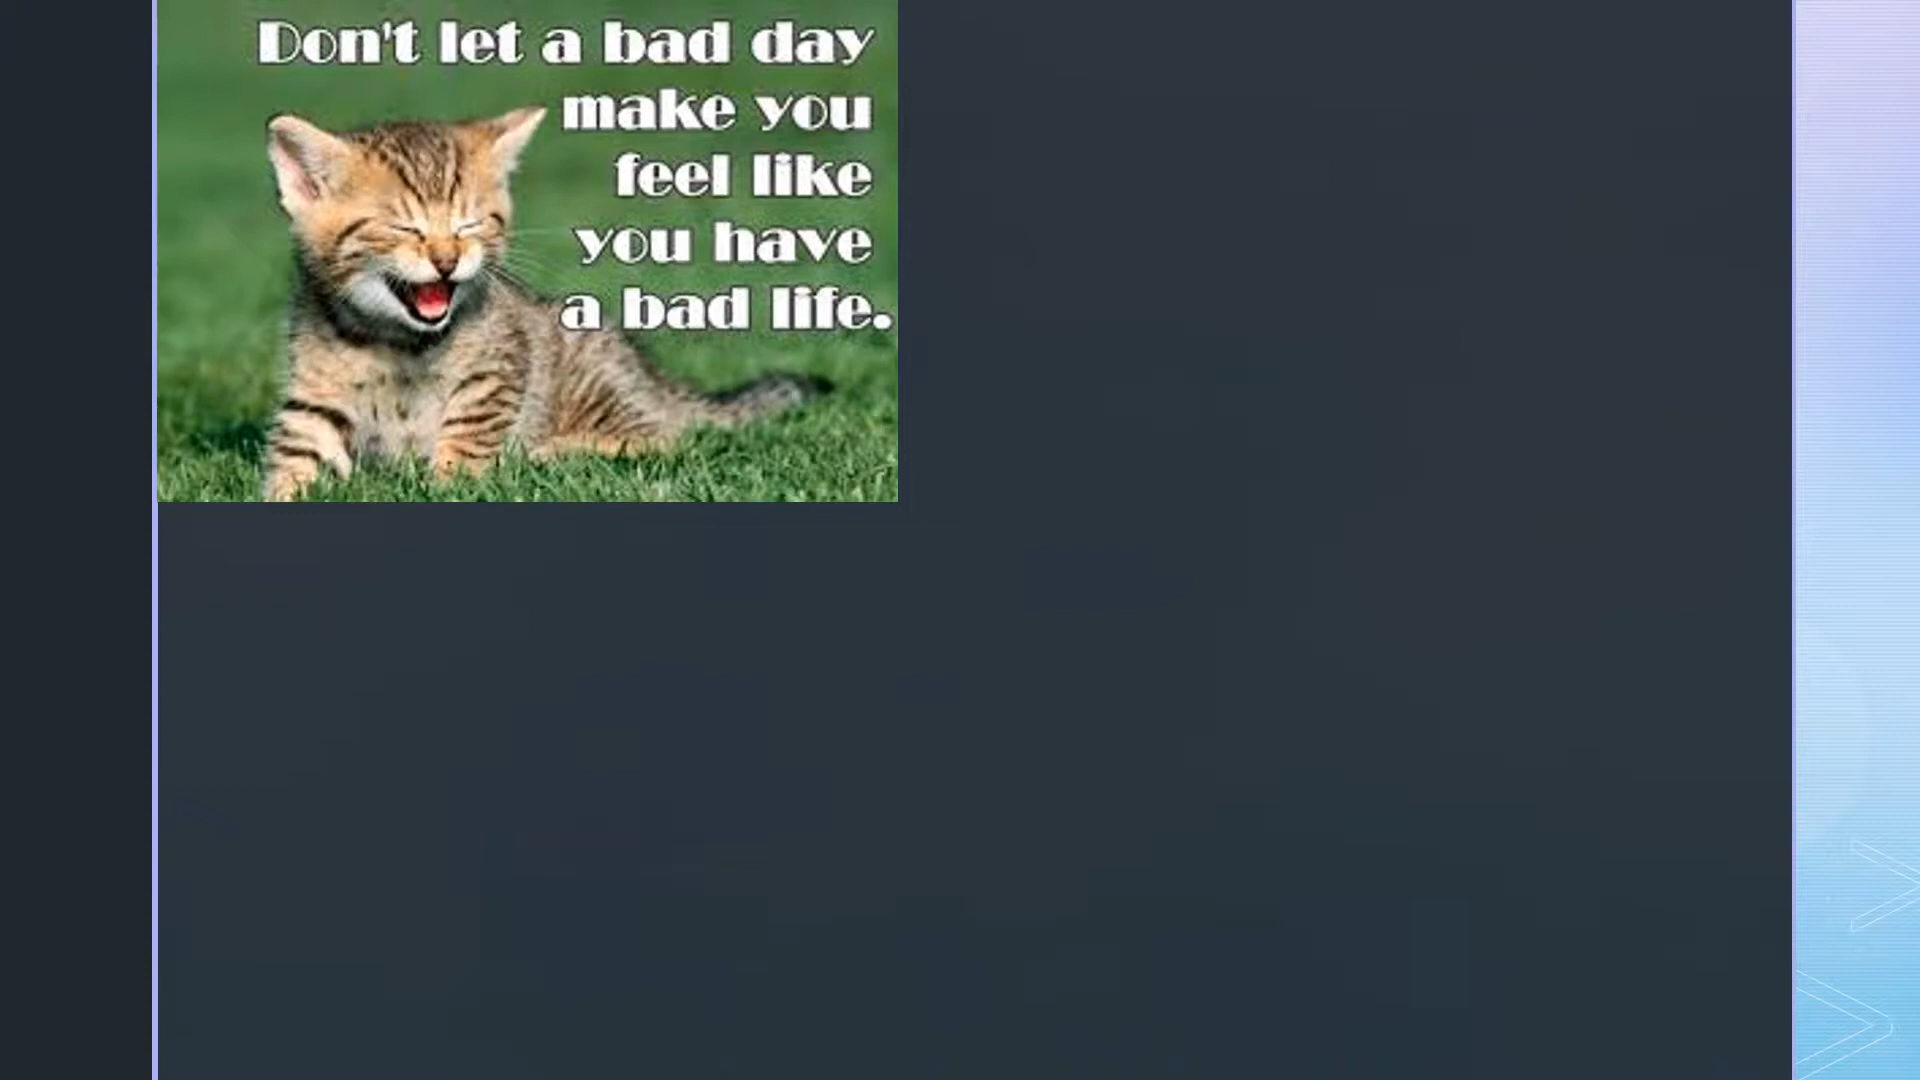 Don't let a bad day
make you
feel like
you have
a bad life.